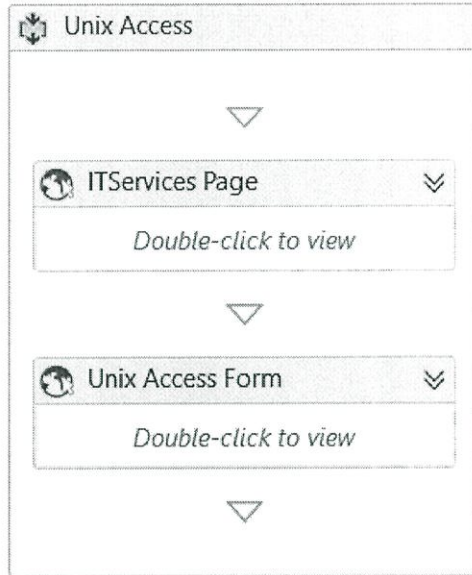 Unix Access
ITServices Page
Double-click to view
Unix Access Form
Double-click to view